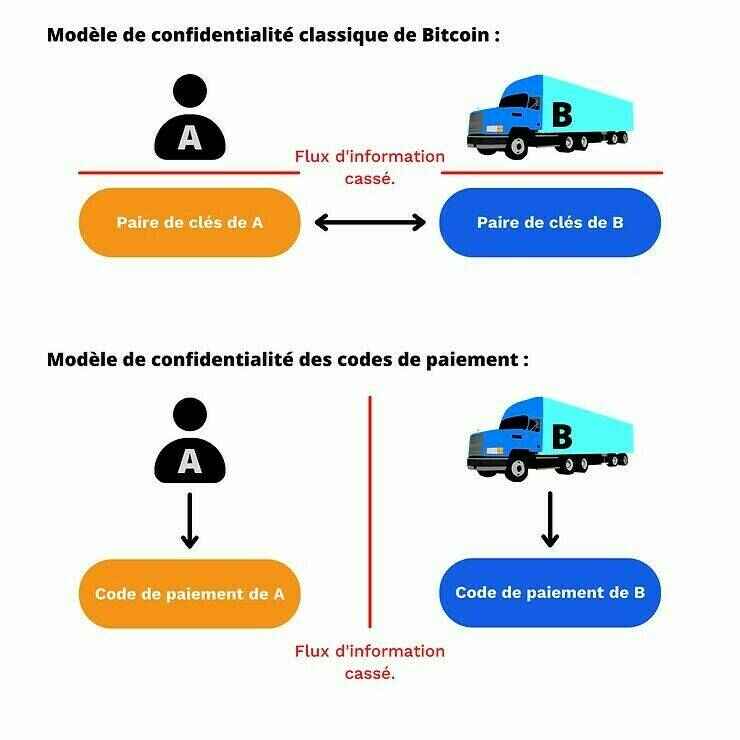 Modèle de confidentialité classique de Bitcoin :
A
B
Flux d'information
cassé.
Paire de clés de A
Paire de clés de B
Modèle de confidentialité des codes de paiement :
A
B
Code de paiement de A
Code de paiement de B
Flux d'information
cassé.